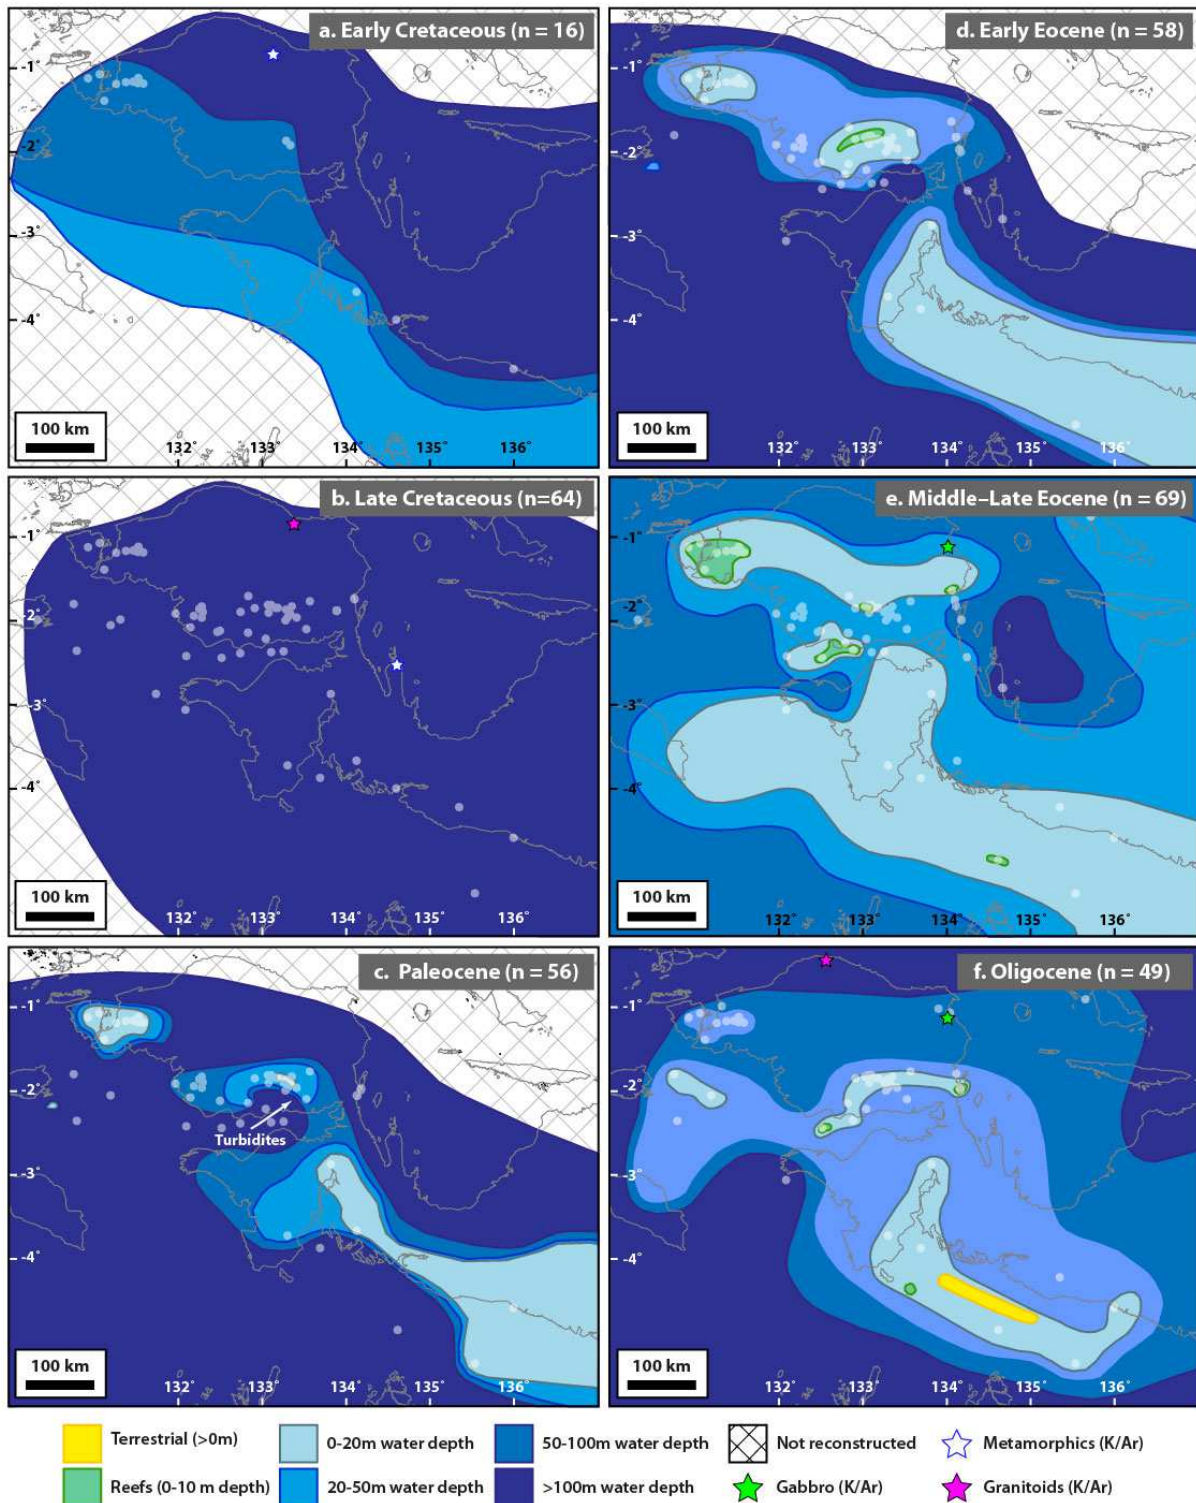 a. Early Cretaceous (n = 16)
-1°
-2°
-3°
-4°
100 km
132° 133° 134° 135° 136°
d. Early Eocene (n = 58)
-1°
-2°
-3°
-4°
100 km
132° 133° 134° 135° 136°
b. Late Cretaceous (n=64)
-1°
-2°
-3°
-4°
100 km
132° 133° 134° 135° 136°
e. Middle–Late Eocene (n = 69)
-1°
-2°
-3°
-4°
100 km
132° 133° 134° 135° 136°
c. Paleocene (n = 56)
-1°
-2°
Turbidites
-3°
-4°
100 km
132° 133° 134° 135° 136°
f. Oligocene (n = 49)
-1°
-2°
-3°
-4°
100 km
132° 133° 134° 135° 136°
Terrestrial (>0m)
0-20m water depth
50-100m water depth
Not reconstructed
Metamorphics (K/Ar)
Reefs (0-10 m depth)
20-50m water depth
>100m water depth
Gabbro (K/Ar)
Granitoids (K/Ar)